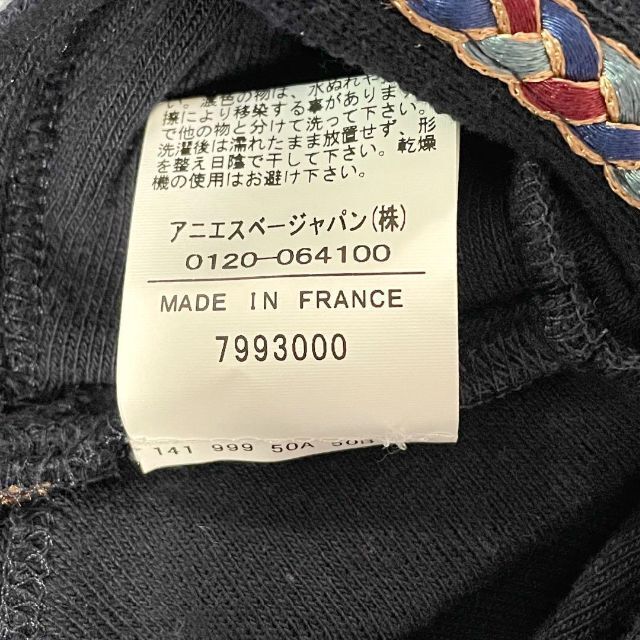 い。濃色の物は、水ぬれや
擦により移染する事がありま
で他の物と分けて洗って下さい。
洗濯後は濡れたまま放置せず、形
を整え日陰で干して下さい。乾燥
機の使用はお避け下さい。
アニエスベージャパン(株)
0120-064100
MADE IN FRANCE
7993000
141 999 50A 50B